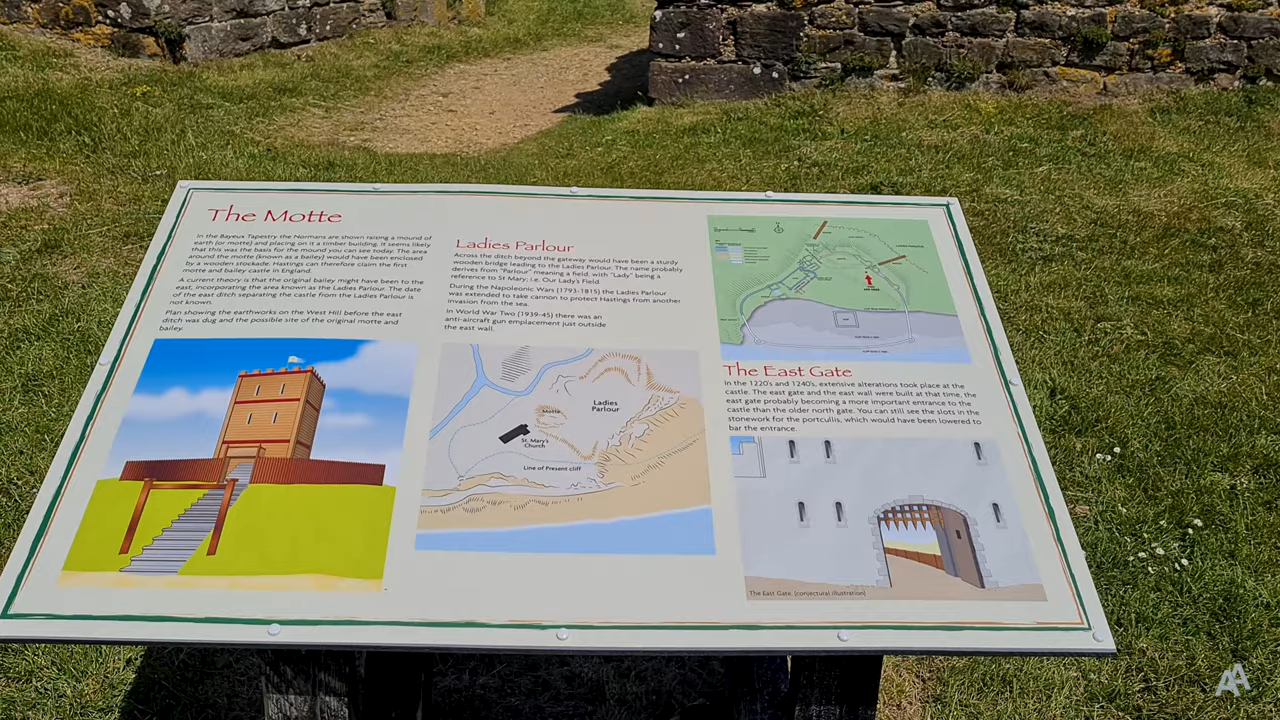 The Motte
In the Bayeux Tapestry the Normans are shown raising a mound of
earth (or motte) and placing on it a timber building. It seems likely
that this was the basis for the mound you can see today. The area
around the motte (known as a bailey) would have been enclosed
by a wooden stockade. Hastings can therefore claim the first
motte and bailey castle in England.
A current theory is that the original bailey might have been to the
east, incorporating the area known as the Ladies Parlour. The date
of the east ditch separating the castle from the Ladies Parlour is
not known.
Plan showing the earthworks on the West Hill before the east
ditch was dug and the possible site of the original motte and
bailey.
Ladies Parlour
Across the ditch beyond the gateway would have been a sturdy
wooden bridge leading to the Ladies Parlour. The name probably
derives from "Parlour" meaning a field, with "Lady" being a
reference to St Mary; i.e. Our Lady's Field.
During the Napoleonic Wars (1793-1815) the Ladies Parlour
was extended to take cannon to protect Hastings from another
invasion from the sea.
In World War Two (1939-45) there was an
anti-aircraft gun emplacement just outside
the east wall.
Motte
Ladies
Parlour
St. Mary's
Church
Line of Present cliff
The East Gate
In the 1220's and 1240's, extensive alterations took place at the
castle. The east gate and the east wall were built at that time, the
east gate probably becoming a more important entrance to the
castle than the older north gate. You can still see the slots in the
stonework for the portcullis, which would have been lowered to
bar the entrance.
The East Gate. (conjectural illustration)